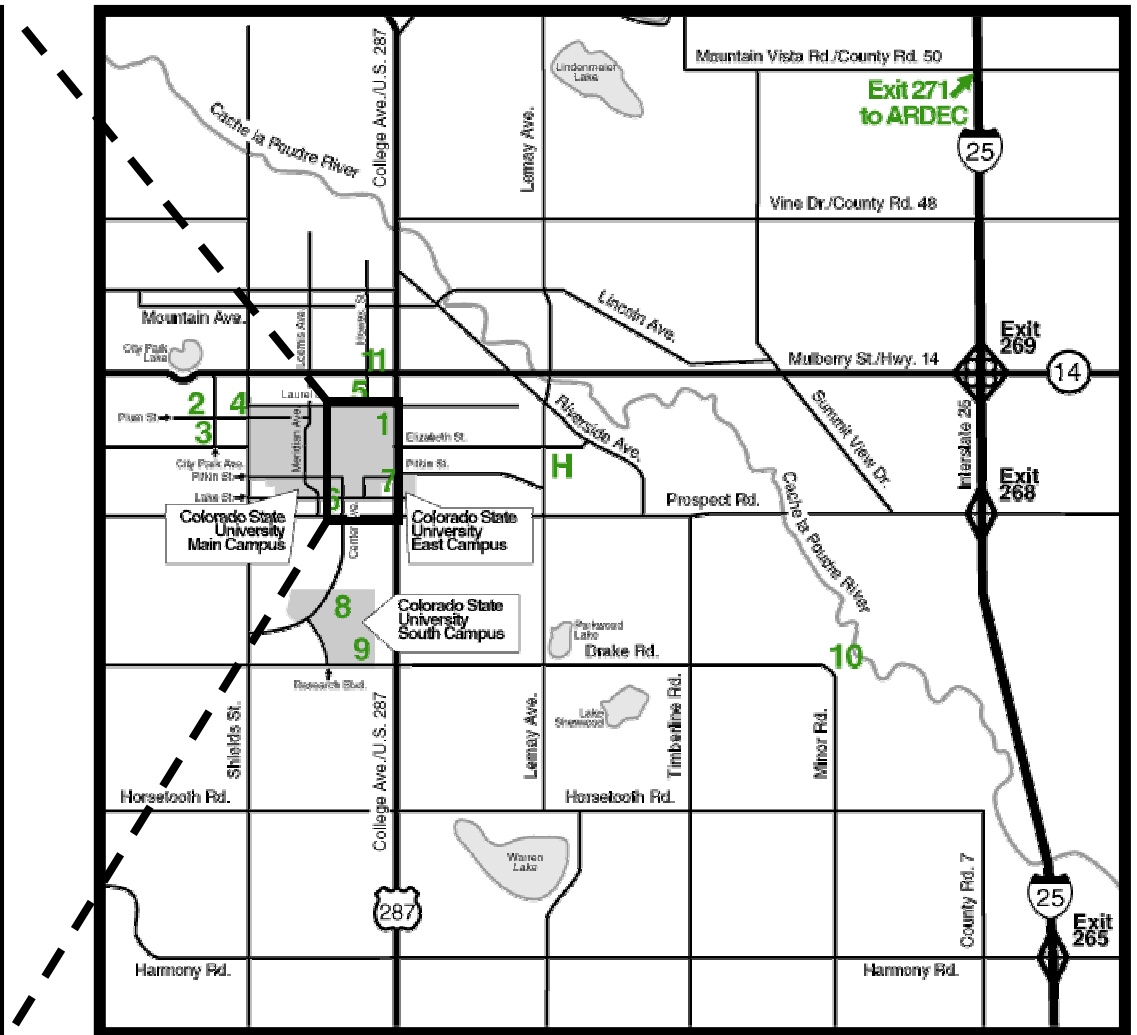 Mountain Vista Rd./County Rd. 50
Lindenmeier
Lake
Exit 271
to ARDEC
College Ave./U.S. 287
Cache la Poudre River
Lemay Ave.
25
Vine Dr./County Rd. 48
Lincoln Ave.
Mountain Ave.
Loomis Ave.
Howes St.
City Park
Lake
11
Exit
269
Mulberry St./Hwy. 14
14
5
Laurel
2
4
Plum St.
3
1
Meridian Ave.
Elizabeth St.
Riverside Ave.
Summit View Dr.
Interstate 25
City Park Ave.
Pitkin St.
Pitkin St.
H
7
Exit
268
Lake St.
6
Prospect Rd.
Cache la Poudre River
Colorado State
University
Main Campus
Center Ave.
Colorado State
University
East Campus
8
Colorado State
University
South Campus
9
Parkwood
Lake
Drake Rd.
10
Research Blvd.
Shields St.
College Ave./U.S. 287
Lemay Ave.
Lake
Sherwood
Timberline Rd.
Minor Rd.
Horsetooth Rd.
Horsetooth Rd.
Warren
Lake
County Rd. 7
287
25
Exit
265
Harmony Rd.
Harmony Rd.